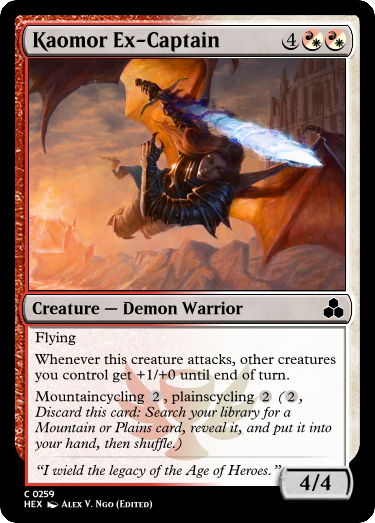 Kaomor Ex-Captain 4
Creature — Demon Warrior
Flying
Whenever this creature attacks, other creatures
you control get +1/+0 until end of turn.
Mountaincycling 2, plainscycling 2 (2,
Discard this card: Search your library for a
Mountain or Plains card, reveal it, and put it into
your hand, then shuffle.)
“I wield the legacy of the Age of Heroes.”
4/4
C 0259
HEX Alex V. Ngo (Edited)